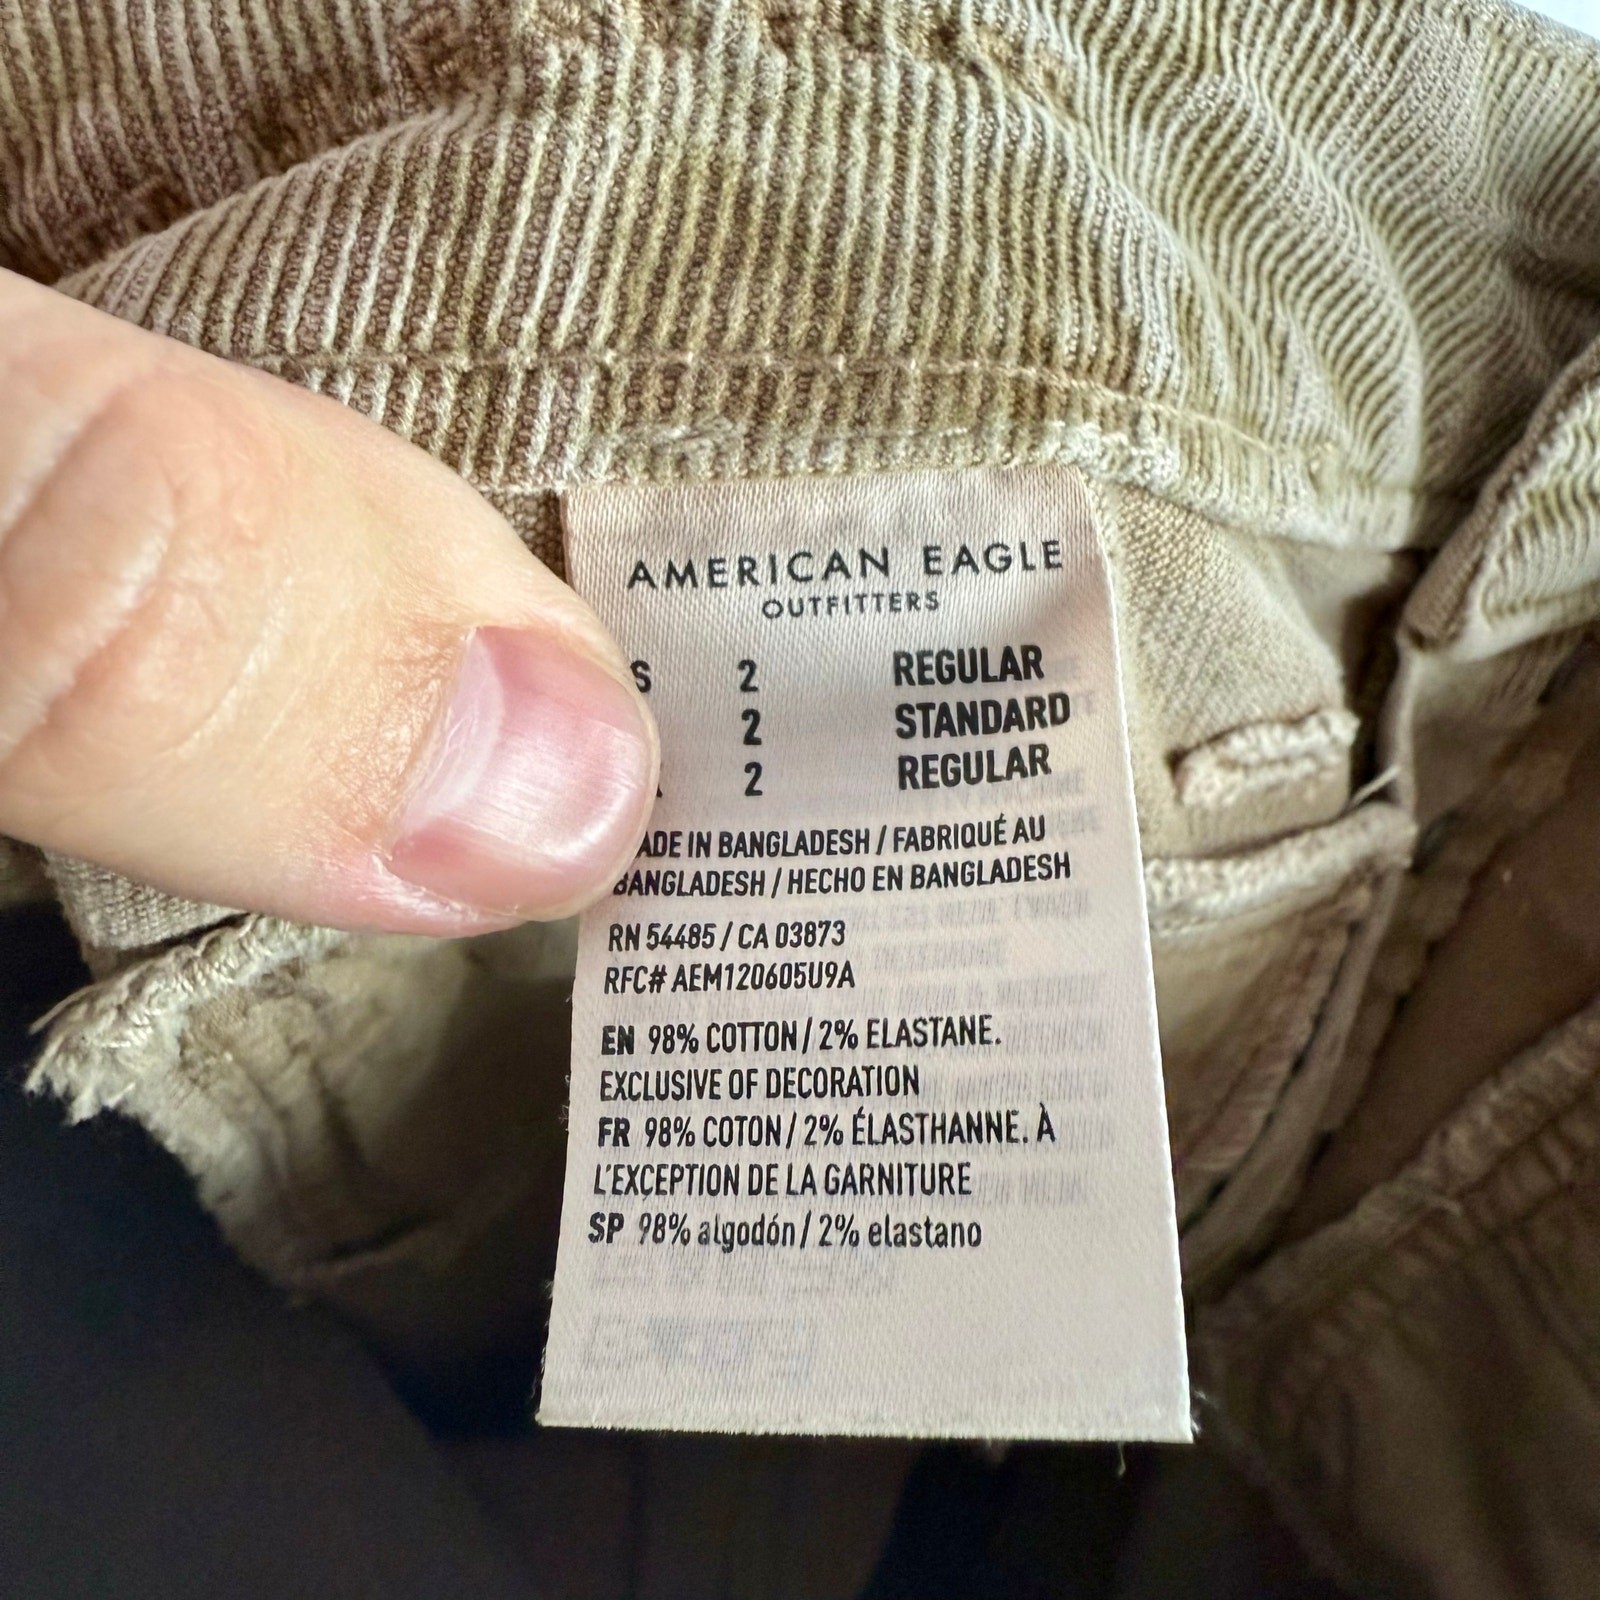 AMERICAN EAGLE
OUTFITTERS
2 REGULAR
2 STANDARD
2 REGULAR
IN BANGLADESH / FABRIQUÉ AU
BANGLADESH / HECHO EN BANGLADESH
RN 54485 / CA 03873
RFC# AEM120605U9A
EN 98% COTTON / 2% ELASTANE.
EXCLUSIVE OF DECORATION
FR 98% COTON / 2% ÉLASTHANNE. À
L'EXCEPTION DE LA GARNITURE
SP 98% algodón / 2% elastano